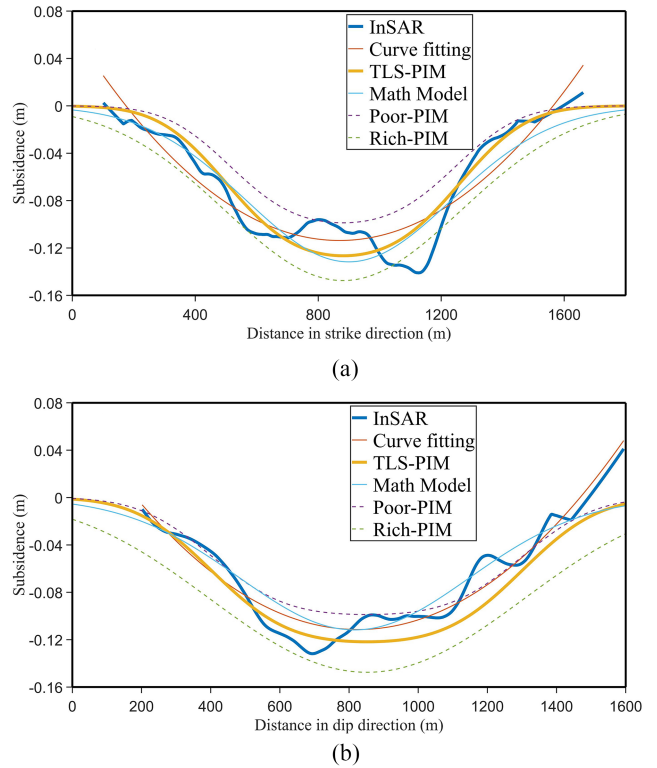 0.08
InSAR
Curve fitting
TLS-PIM
Math Model
Poor-PIM
Rich-PIM
0.04
0
-0.04
-0.08
-0.12
-0.16
Subsidence (m)
0 400 800 1200 1600
Distance in strike direction (m)
(a)
0.08
InSAR
Curve fitting
TLS-PIM
Math Model
Poor-PIM
Rich-PIM
0.04
0
-0.04
-0.08
-0.12
-0.16
Subsidence (m)
0 200 400 600 800 1000 1200 1400 1600
Distance in dip direction (m)
(b)